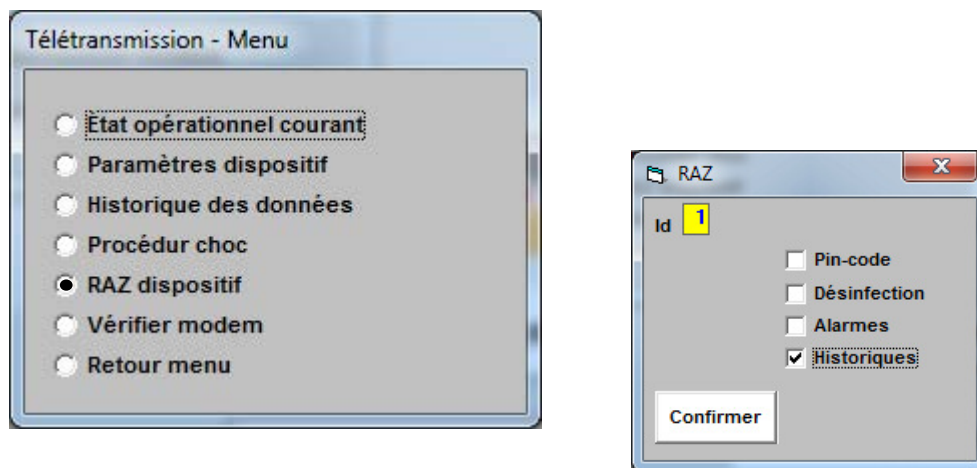 Télétransmission - Menu
État opérationnel courant
Paramètres dispositif
Historique des données
Procédur choc
RAZ dispositif
Vérifier modem
Retour menu
RAZ
Id 1
Pin-code
Désinfection
Alarmes
Historiques
Confirmer